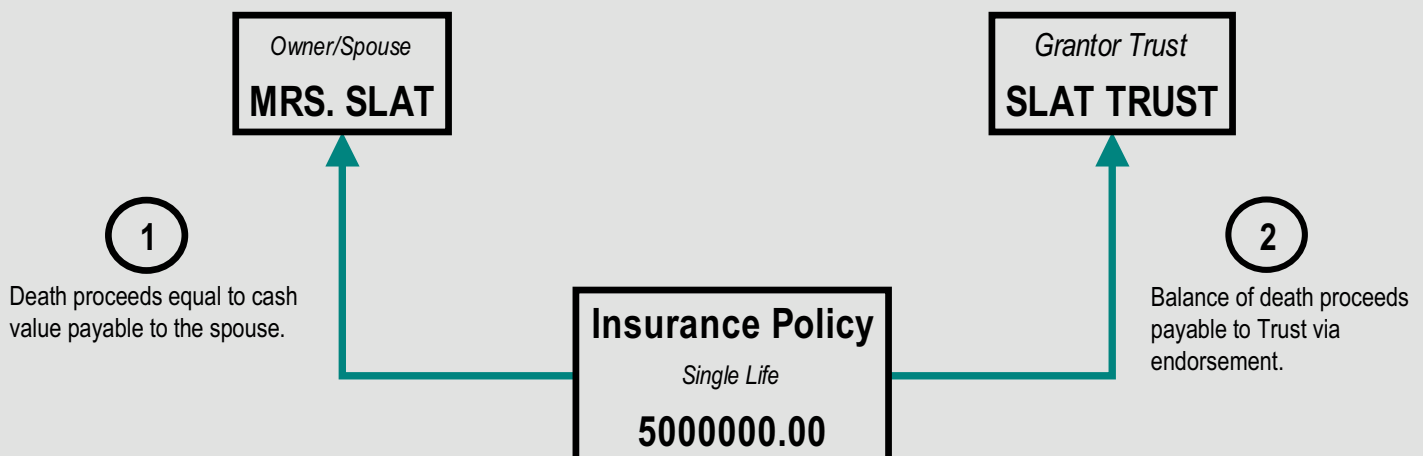 Owner/Spouse
MRS. SLAT
Grantor Trust
SLAT TRUST
1
Death proceeds equal to cash
value payable to the spouse.
2
Balance of death proceeds
payable to Trust via
endorsement.
Insurance Policy
Single Life
5000000.00